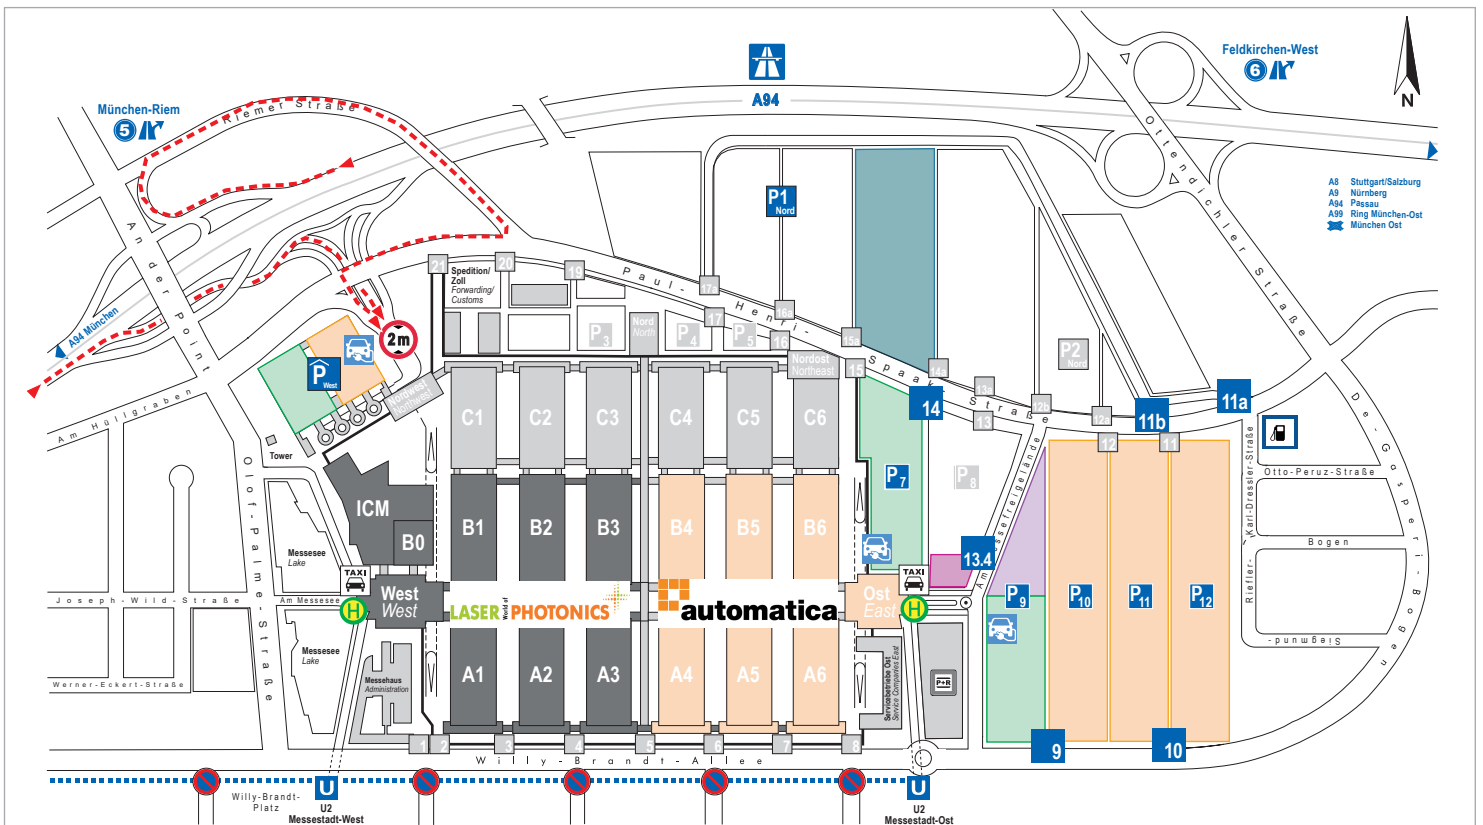 A94
Feldkirchen-West
6
N
München-Riem
5
Riemer Straße
Ottendichler Straße
A8 Stuttgart/Salzburg
A9 Nürnberg
A94 Passau
A99 Ring München-Ost
München Ost
P1
Nord
An der Point
21
20
19
Spedition/
Zoll
Forwarding/
Customs
Paul-Henri-Spaak-Straße
17a
17
16a
16
15a
15
14a
13a
13
12b
12a
12
11
P3
Nord
North
P4
P5
Nordost
Northeast
P2
Nord
A94 München
2m
P
West
Nordwest
Northwest
14
11b
11a
Am Hüllgraben
Tower
Olof-Palme-Straße
C1
C2
C3
C4
C5
C6
P7
P8
Am Messefreigelände
Karl-Dressler-Straße
Otto-Peruz-Straße
De-Gasperi-Bogen
ICM
B0
B1
B2
B3
B4
B5
B6
13.4
Riefler-
Bogen
Messesee
Lake
TAXI
TAXI
Joseph-Wild-Straße
Am Messesee
H
West
West
LASER World of PHOTONICS
automatica
Ost
East
H
P9
P10
P11
P12
Siegmund-
Messesee
Lake
Werner-Eckert-Straße
Messehaus
Administration
A1
A2
A3
A4
A5
A6
Servicebetriebe Ost
Service Companies East
P+R
1
2
3
4
5
6
7
8
9
10
Willy-Brandt-Allee
Willy-Brandt-
Platz
U
U2
Messestadt-West
U
U2
Messestadt-Ost